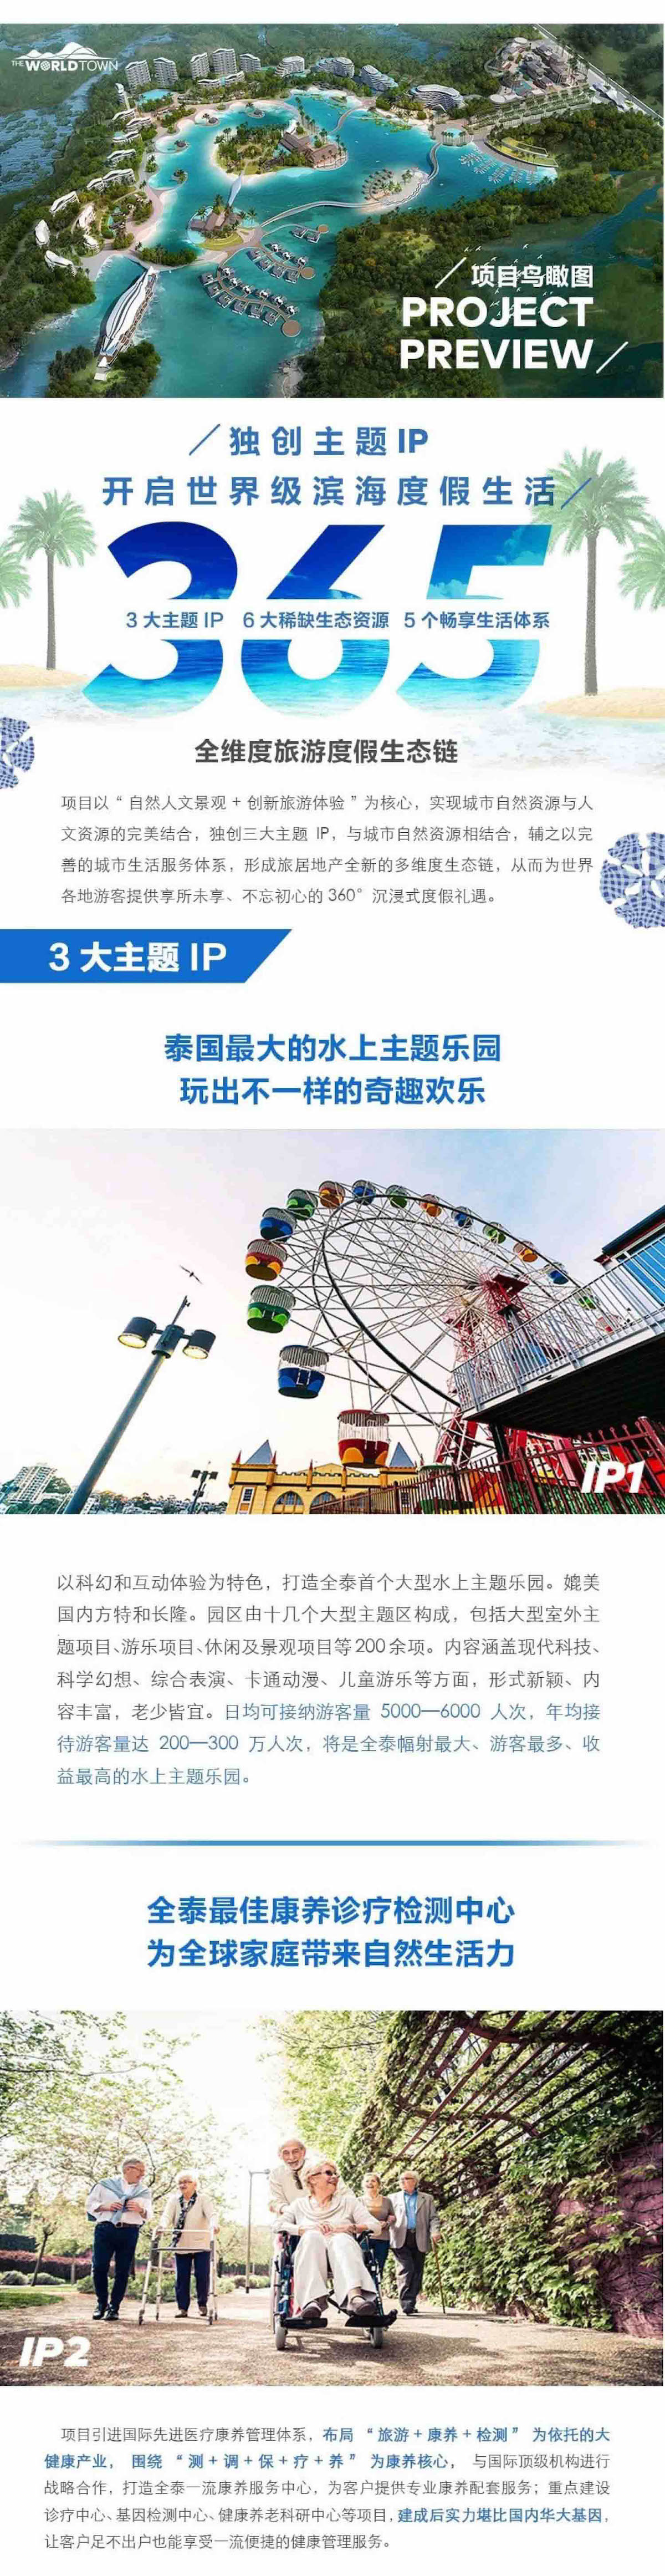 THE WORLD TOWN
项目鸟瞰图
PROJECT
PREVIEW
独创主题 IP
开启世界级滨海度假生活
365
3 大主题 IP 6 大稀缺生态资源 5 个畅享生活体系
全维度旅游度假生态链
项目以“自然人文景观 + 创新旅游体验”为核心，实现城市自然资源与人
文资源的完美结合，独创三大主题 IP，与城市自然资源相结合，辅之以完
善的城市生活服务体系，形成旅居地产全新的多维度生态链，从而为世界
各地游客提供享所未享、不忘初心的 360° 沉浸式度假礼遇。
3 大主题 IP
泰国最大的水上主题乐园
玩出不一样的奇趣欢乐
IP1
以科幻和互动体验为特色，打造全泰首个大型水上主题乐园。媲美
国内方特和长隆。园区由十几个大型主题区构成，包括大型室外主
题项目、游乐项目、休闲及景观项目等 200 余项。内容涵盖现代科技、
科学幻想、综合表演、卡通动漫、儿童游乐等方面，形式新颖、内
容丰富，老少皆宜。日均可接纳游客量 5000—6000 人次，年均接
待游客量达 200—300 万人次，将是全泰幅射最大、游客最多、收
益最高的水上主题乐园。
全泰最佳康养诊疗检测中心
为全球家庭带来自然生活力
IP2
项目引进国际先进医疗康养管理体系，布局 “旅游 + 康养 + 检测” 为依托的大
健康产业， 围绕 “测 + 调 + 保 + 疗 + 养” 为康养核心， 与国际顶级机构进行
战略合作，打造全泰一流康养服务中心，为客户提供专业康养配套服务；重点建设
诊疗中心、基因检测中心、健康养老科研中心等项目，建成后实力堪比国内华大基因，
让客户足不出户也能享受一流便捷的健康管理服务。